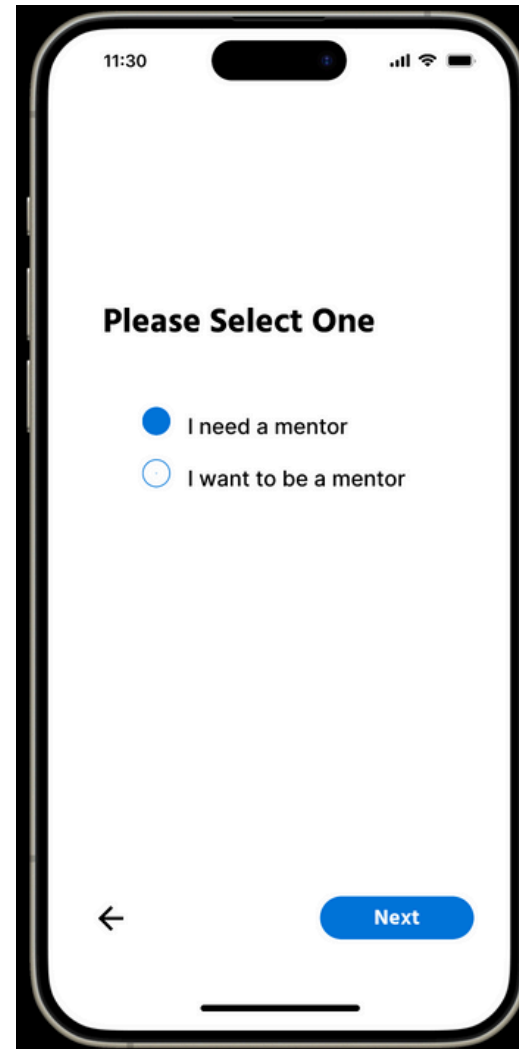 11:30
Please Select One
I need a mentor
I want to be a mentor
Next